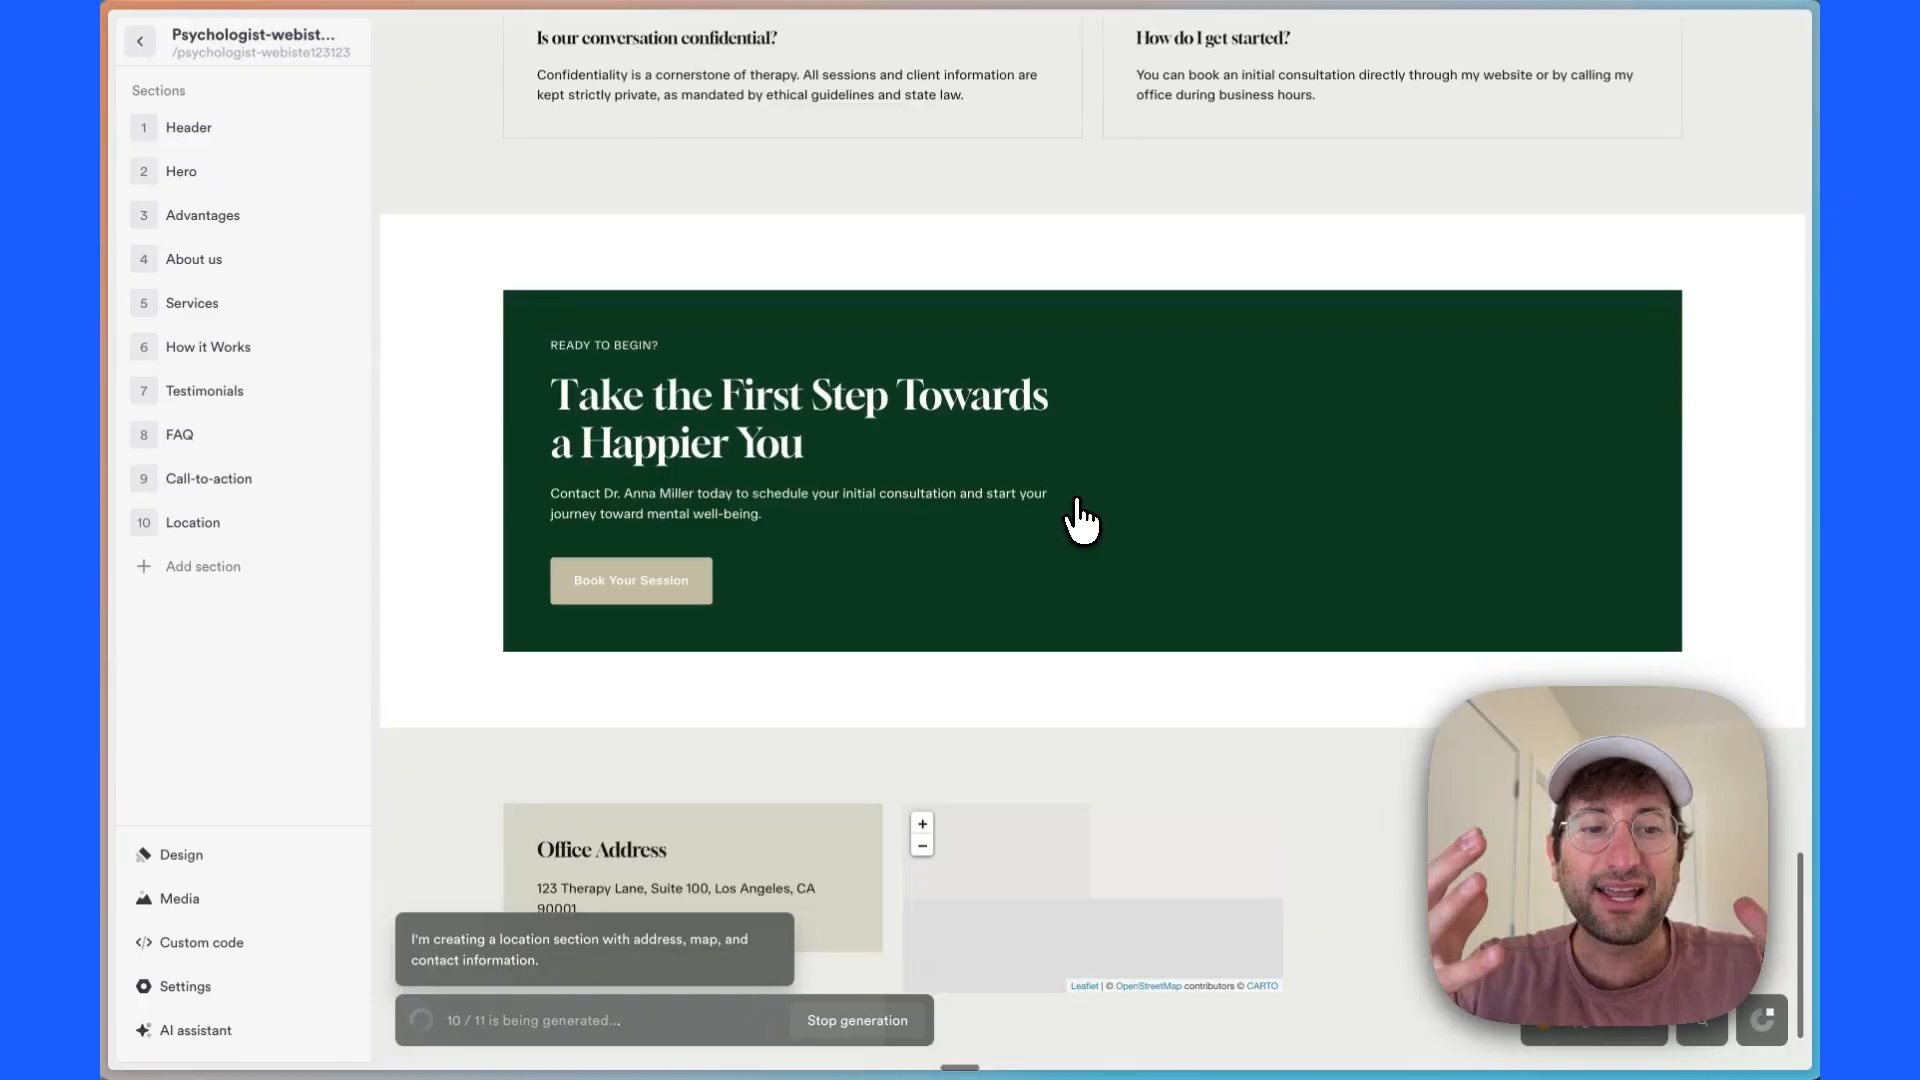 Psychologist-webist...
/psychologist-webiste123123
Sections
1 Header
2 Hero
3 Advantages
4 About us
5 Services
6 How it Works
7 Testimonials
8 FAQ
9 Call-to-action
10 Location
Add section
Design
Media
Custom code
Settings
AI assistant
Is our conversation confidential?
Confidentiality is a cornerstone of therapy. All sessions and client information are
kept strictly private, as mandated by ethical guidelines and state law.
How do I get started?
You can book an initial consultation directly through my website or by calling my
office during business hours.
READY TO BEGIN?
Take the First Step Towards
a Happier You
Contact Dr. Anna Miller today to schedule your initial consultation and start your
journey toward mental well-being.
Book Your Session
Office Address
123 Therapy Lane, Suite 100, Los Angeles, CA
90001
+
−
Leaflet | © OpenStreetMap contributors © CARTO
I'm creating a location section with address, map, and
contact information.
10 / 11 is being generated...
Stop generation